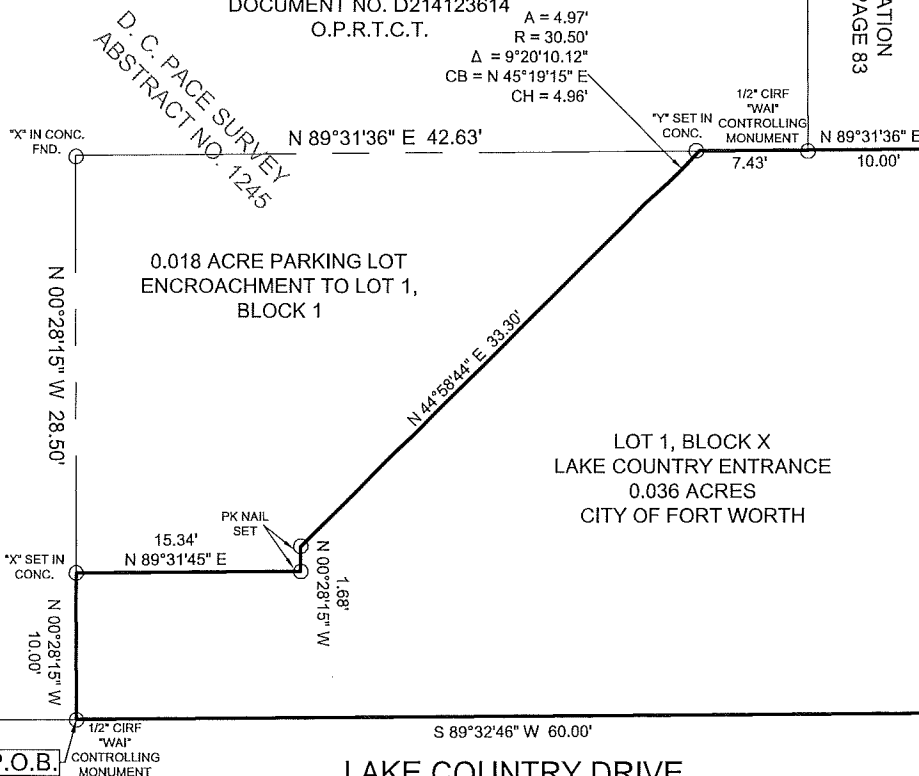 DOCUMENT NO. D214123614
O.P.R.T.C.T.
A = 4.97'
R = 30.50'
Δ = 9°20'10.12"
CB = N 45°19'15" E
CH = 4.96'
PAGE 83
D. C. PACE SURVEY
ABSTRACT NO. 1245
"X" IN CONC.
FND.
N 89°31'36" E 42.63'
"Y" SET IN
CONC.
1/2" CIRF
"WAI"
CONTROLLING
MONUMENT
7.43'
N 89°31'36" E
10.00'
0.018 ACRE PARKING LOT
ENCROACHMENT TO LOT 1,
BLOCK 1
N 00°28'15" W 28.50'
N 44°58'44" E 33.30'
LOT 1, BLOCK X
LAKE COUNTRY ENTRANCE
0.036 ACRES
CITY OF FORT WORTH
PK NAIL
SET
15.34'
N 89°31'45" E
"X" SET IN
CONC.
1.68'
N 00°28'15" W
N 00°28'15" W
10.00'
1/2" CIRF
"WAI"
CONTROLLING
MONUMENT
P.O.B.
S 89°32'46" W 60.00'
LAKE COUNTRY DRIVE